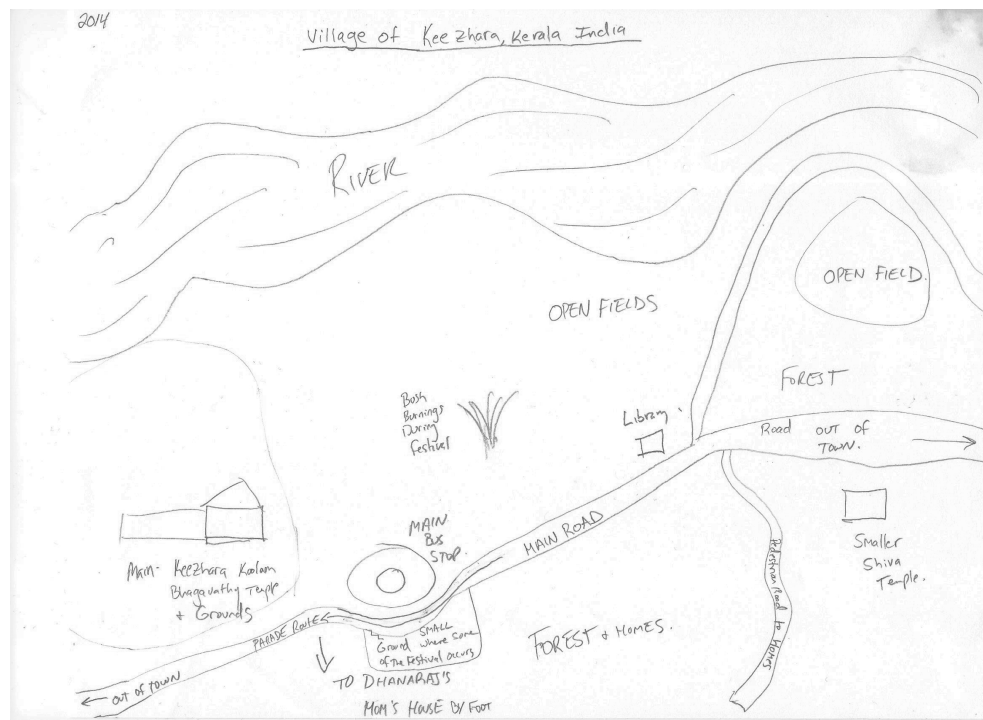 2014
Village of Keezhara, Kerala India
RIVER
OPEN FIELD.
OPEN FIELDS
FOREST
Bush
Burnings
During
Festival
Library
Road OUT OF
TOWN.
MAIN
BUS
STOP.
MAIN ROAD
Smaller
Shiva
Temple.
Pedestrian Road to Homes
Main- Keezhara Koolom
Bhagavathy Temple
+ Grounds
PARADE ROUTE
SMALL
Ground where some
of the Festival occurs
FOREST & HOMES.
OUT OF TOWN
TO DHANARAJ'S
MOM'S HOUSE BY FOOT